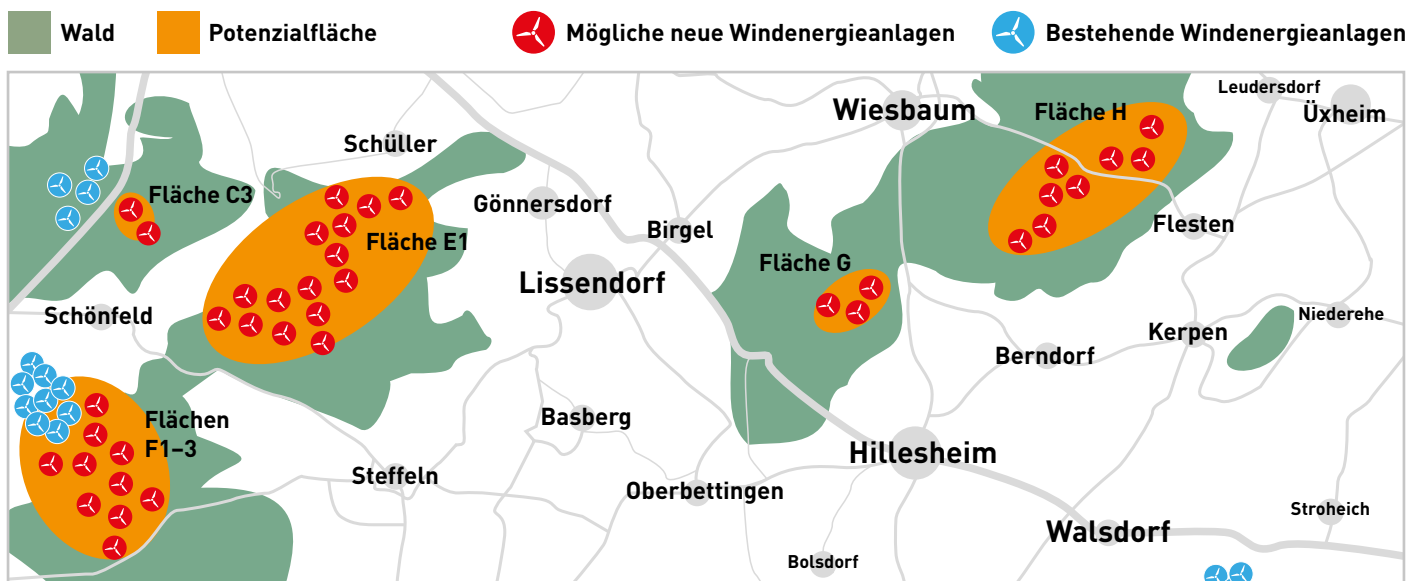 Wald
Potenzialfläche
Mögliche neue Windenergieanlagen
Bestehende Windenergieanlagen
Leudersdorf
Üxheim
Wiesbaum
Fläche H
Schüller
Fläche C3
Gönnersdorf
Birgel
Flesten
Fläche E1
Fläche G
Lissendorf
Schönfeld
Niederehe
Kerpen
Berndorf
Flächen
F1–3
Basberg
Hillesheim
Steffeln
Oberbettingen
Stroheich
Walsdorf
Bolsdorf